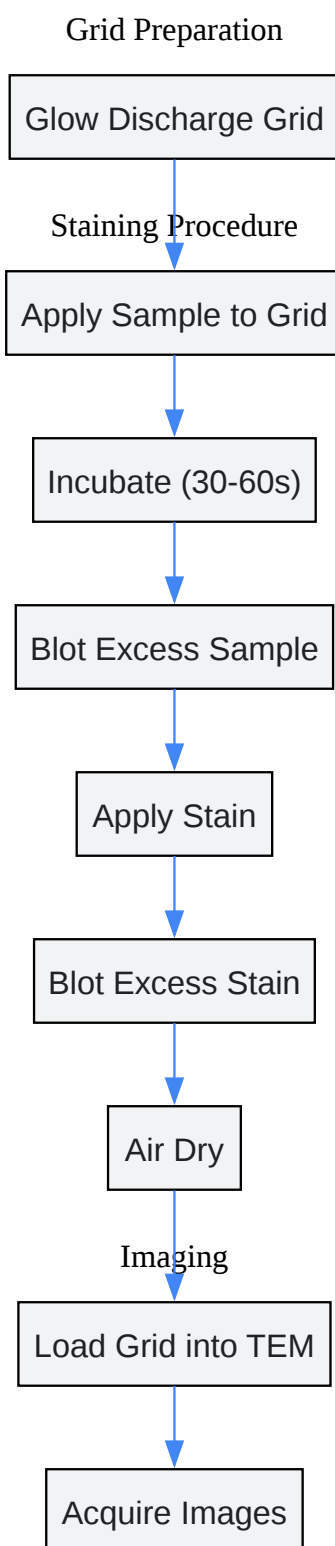 Grid Preparation
Glow Discharge Grid
Staining Procedure
Apply Sample to Grid
Incubate (30-60s)
Blot Excess Sample
Apply Stain
Blot Excess Stain
Air Dry
Imaging
Load Grid into TEM
Acquire Images